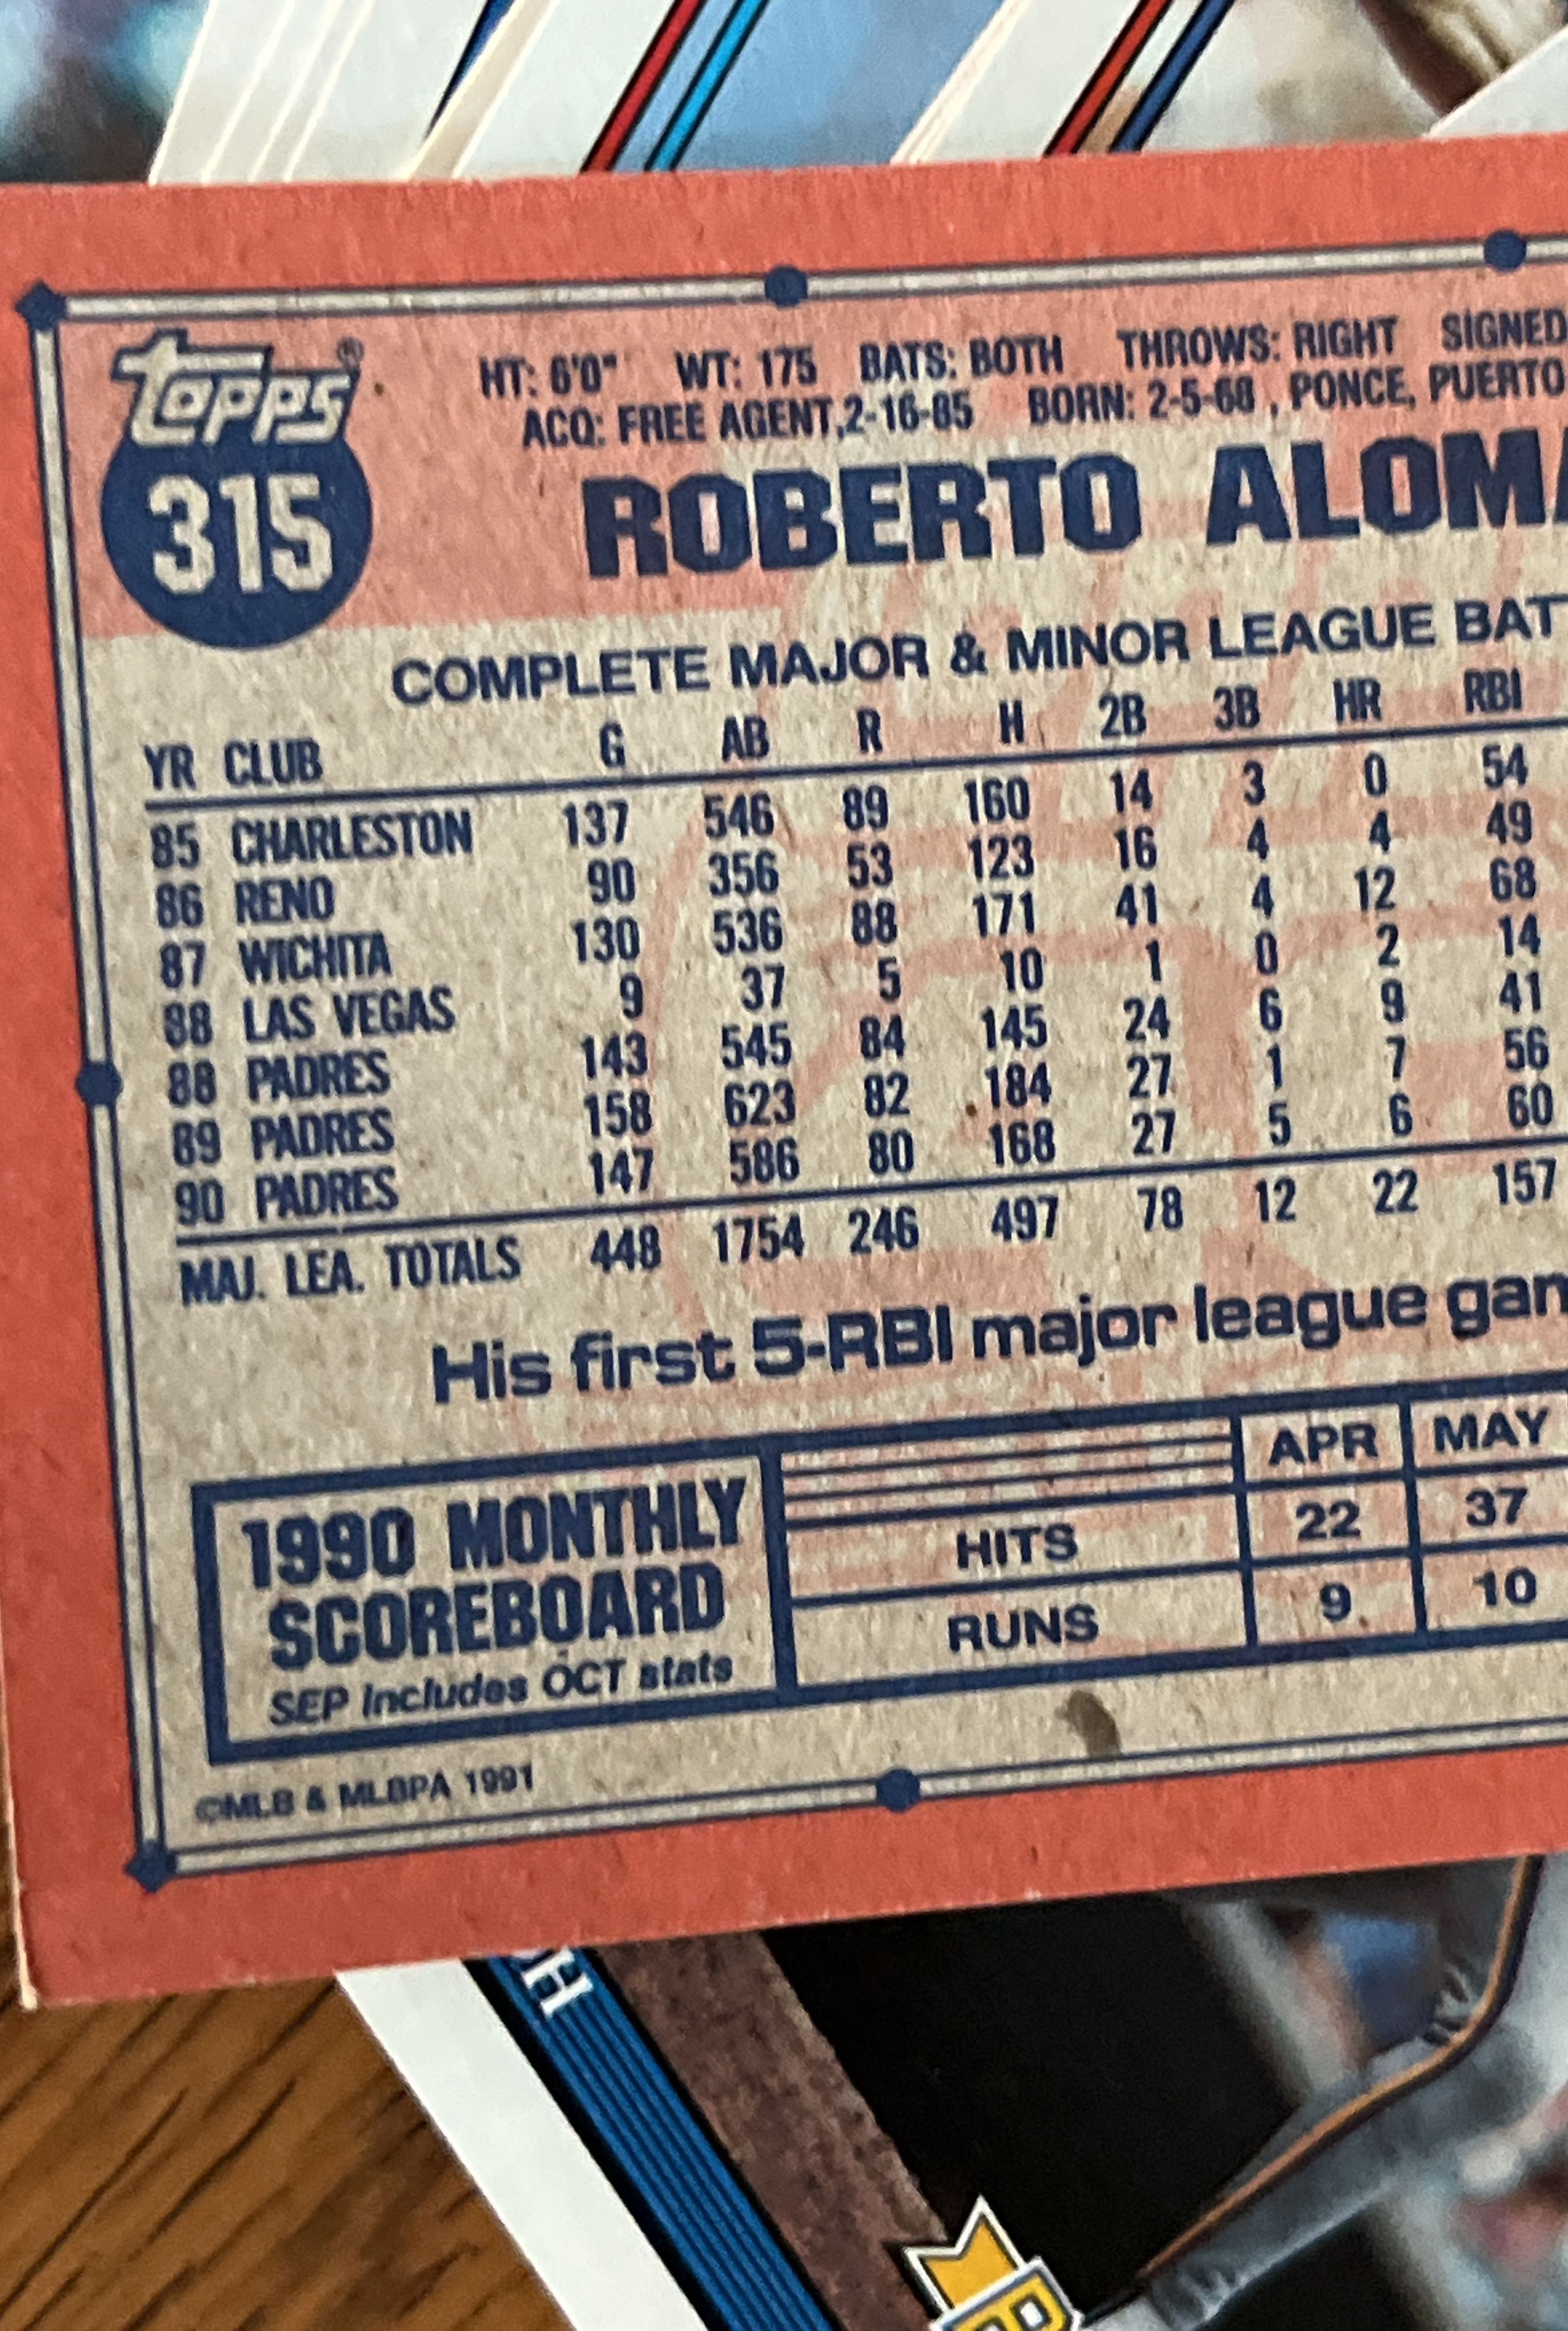 Topps®
315
HT: 6'0" WT: 175 BATS: BOTH THROWS: RIGHT SIGNED
ACQ: FREE AGENT,2-16-85 BORN: 2-5-68, PONCE, PUERTO
ROBERTO ALOMA
COMPLETE MAJOR & MINOR LEAGUE BAT
YR CLUB G AB R H 2B 3B HR RBI
85 CHARLESTON 137 546 89 160 14 3 0 54
86 RENO 90 356 53 123 16 4 4 49
87 WICHITA 130 536 88 171 41 4 12 68
88 LAS VEGAS 9 37 5 10 1 0 2 14
88 PADRES 143 545 84 145 24 6 9 41
89 PADRES 158 623 82 184 27 1 7 56
90 PADRES 147 586 80 168 27 5 6 60
MAJ. LEA. TOTALS 448 1754 246 497 78 12 22 157
His first 5-RBI major league gam
1990 MONTHLY
SCOREBOARD
SEP includes OCT stats
APR MAY
HITS 22 37
RUNS 9 10
©MLB & MLBPA 1991